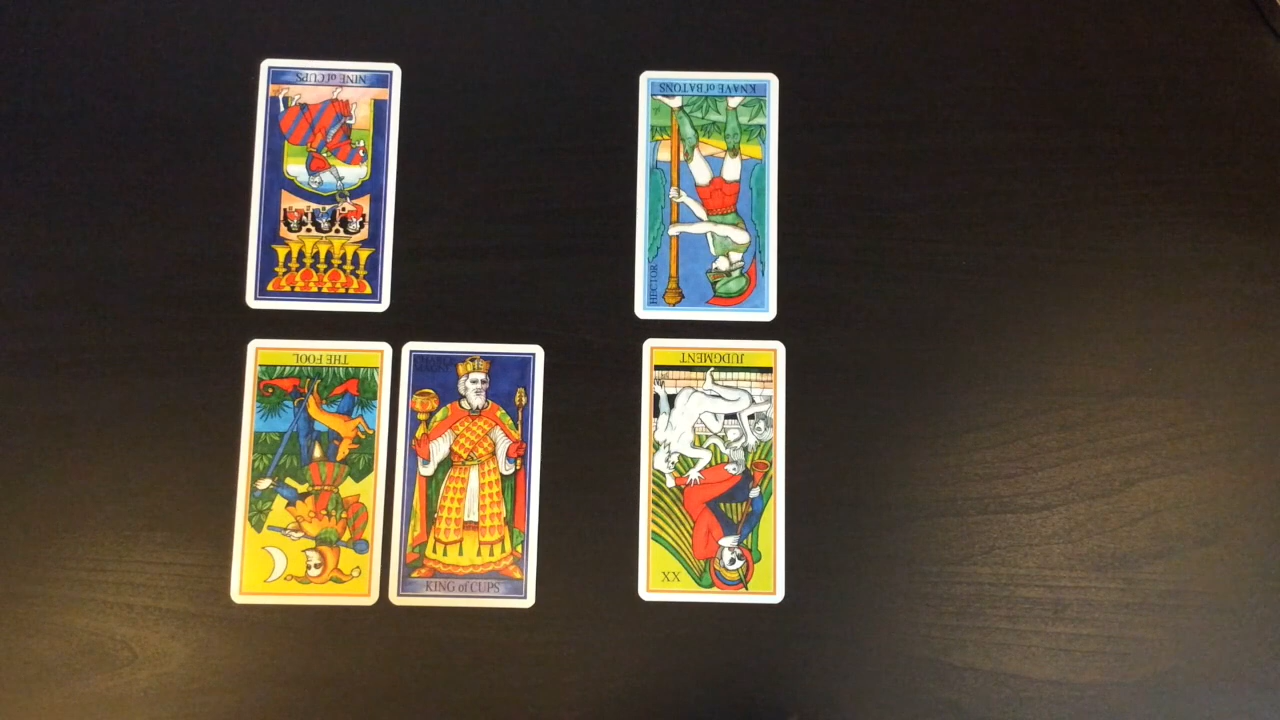 NINE of CUPS
KNAVE of BATONS
HECTOR
THE FOOL
KING of CUPS
JUDGMENT
XX